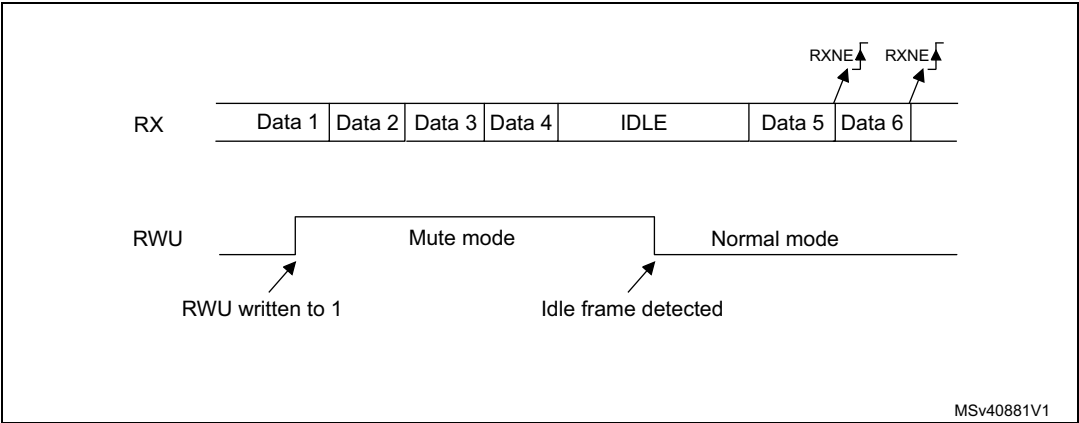 RXNE RXNE
RX Data 1 Data 2 Data 3 Data 4 IDLE Data 5 Data 6
RWU Mute mode Normal mode
RWU written to 1 Idle frame detected
MSv40881V1